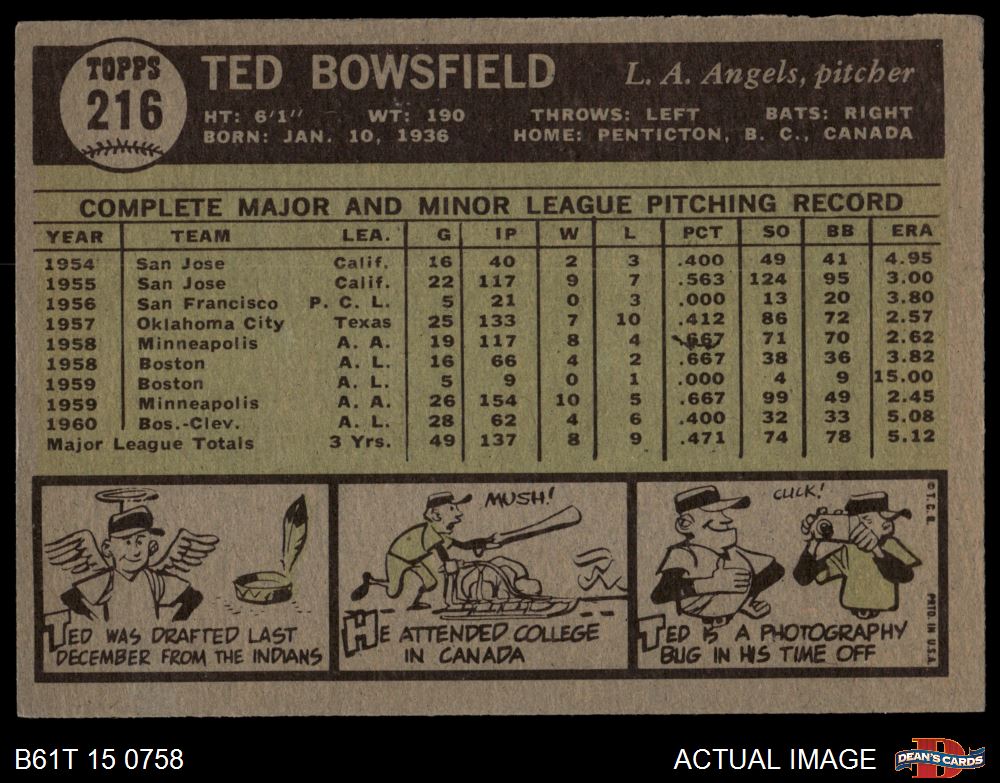 TOPPS
216
TED BOWSFIELD
L. A. Angels, pitcher
HT: 6'1" WT: 190 THROWS: LEFT BATS: RIGHT
BORN: JAN. 10, 1936 HOME: PENTICTON, B. C., CANADA
COMPLETE MAJOR AND MINOR LEAGUE PITCHING RECORD
YEAR TEAM LEA. G IP W L PCT SO BB ERA
1954 San Jose Calif. 16 40 2 3 .400 49 41 4.95
1955 San Jose Calif. 22 117 9 7 .563 124 95 3.00
1956 San Francisco P. C. L. 5 21 0 3 .000 13 20 3.80
1957 Oklahoma City Texas 25 133 7 10 .412 86 72 2.57
1958 Minneapolis A. A. 19 117 8 4 .667 71 70 2.62
1958 Boston A. L. 16 66 4 2 .667 38 36 3.82
1959 Boston A. L. 5 9 0 1 .000 4 9 15.00
1959 Minneapolis A. A. 26 154 10 5 .667 99 49 2.45
1960 Bos.-Clev. A. L. 28 62 4 6 .400 32 33 5.08
Major League Totals 3 Yrs. 49 137 8 9 .471 74 78 5.12
TED WAS DRAFTED LAST
DECEMBER FROM THE INDIANS
MUSH!
HE ATTENDED COLLEGE
IN CANADA
CLICK!
TED IS A PHOTOGRAPHY
BUG IN HIS TIME OFF
© T. C. G.
PRTD. IN U.S.A.
B61T 15 0758
ACTUAL IMAGE
DEAN'S CARDS